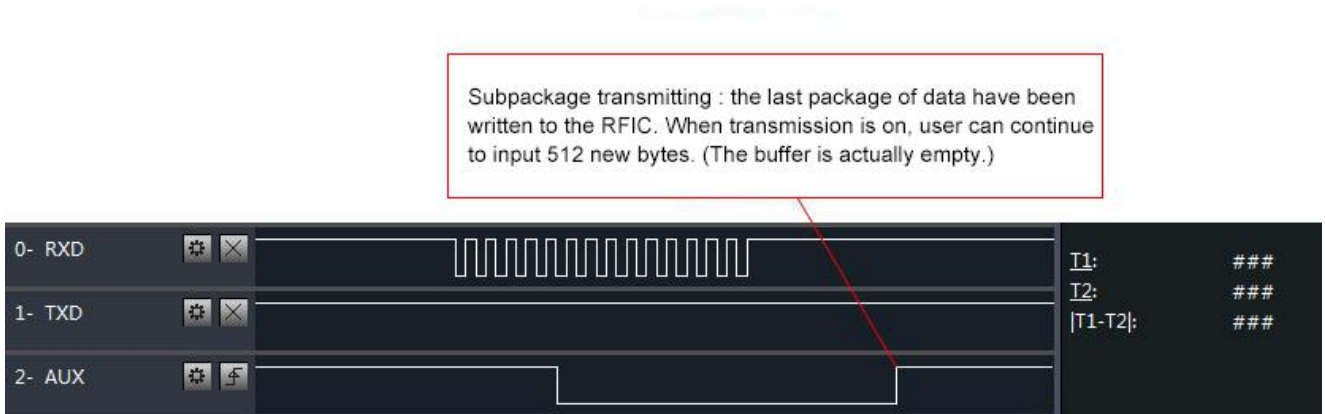 Subpackage transmitting : the last package of data have been
written to the RFIC. When transmission is on, user can continue
to input 512 new bytes. (The buffer is actually empty.)
0- RXD
T1: ###
T2: ###
1- TXD
|T1-T2|: ###
2- AUX